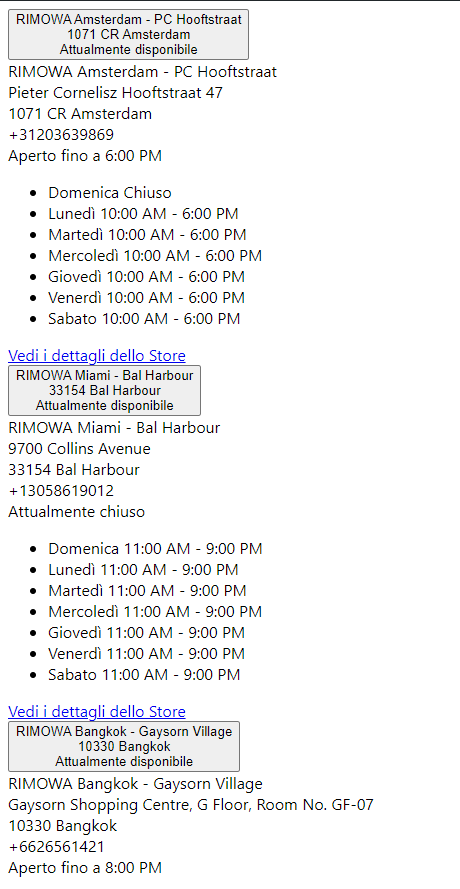 RIMOWA Amsterdam - PC Hooftstraat
1071 CR Amsterdam
Attualmente disponibile
RIMOWA Amsterdam - PC Hooftstraat
Pieter Cornelisz Hooftstraat 47
1071 CR Amsterdam
+31203639869
Aperto fino a 6:00 PM
Domenica Chiuso
Lunedì 10:00 AM - 6:00 PM
Martedì 10:00 AM - 6:00 PM
Mercoledì 10:00 AM - 6:00 PM
Giovedì 10:00 AM - 6:00 PM
Venerdì 10:00 AM - 6:00 PM
Sabato 10:00 AM - 6:00 PM
Vedi i dettagli dello Store
RIMOWA Miami - Bal Harbour
33154 Bal Harbour
Attualmente disponibile
RIMOWA Miami - Bal Harbour
9700 Collins Avenue
33154 Bal Harbour
+13058619012
Attualmente chiuso
Domenica 11:00 AM - 9:00 PM
Lunedì 11:00 AM - 9:00 PM
Martedì 11:00 AM - 9:00 PM
Mercoledì 11:00 AM - 9:00 PM
Giovedì 11:00 AM - 9:00 PM
Venerdì 11:00 AM - 9:00 PM
Sabato 11:00 AM - 9:00 PM
Vedi i dettagli dello Store
RIMOWA Bangkok - Gaysorn Village
10330 Bangkok
Attualmente disponibile
RIMOWA Bangkok - Gaysorn Village
Gaysorn Shopping Centre, G Floor, Room No. GF-07
10330 Bangkok
+6626561421
Aperto fino a 8:00 PM